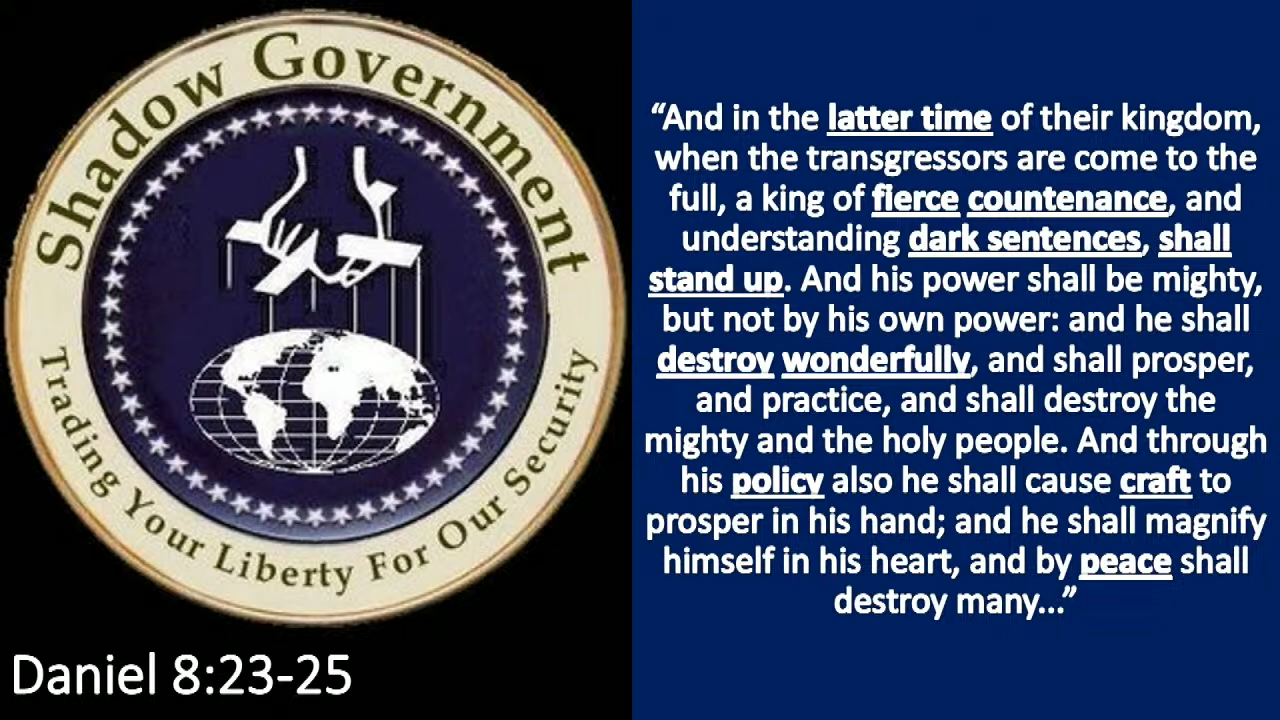 Shadow Government
Trading Your Liberty For Our Security
Daniel 8:23-25
“And in the latter time of their kingdom,
when the transgressors are come to the
full, a king of fierce countenance, and
understanding dark sentences, shall
stand up. And his power shall be mighty,
but not by his own power: and he shall
destroy wonderfully, and shall prosper,
and practice, and shall destroy the
mighty and the holy people. And through
his policy also he shall cause craft to
prosper in his hand; and he shall magnify
himself in his heart, and by peace shall
destroy many...”